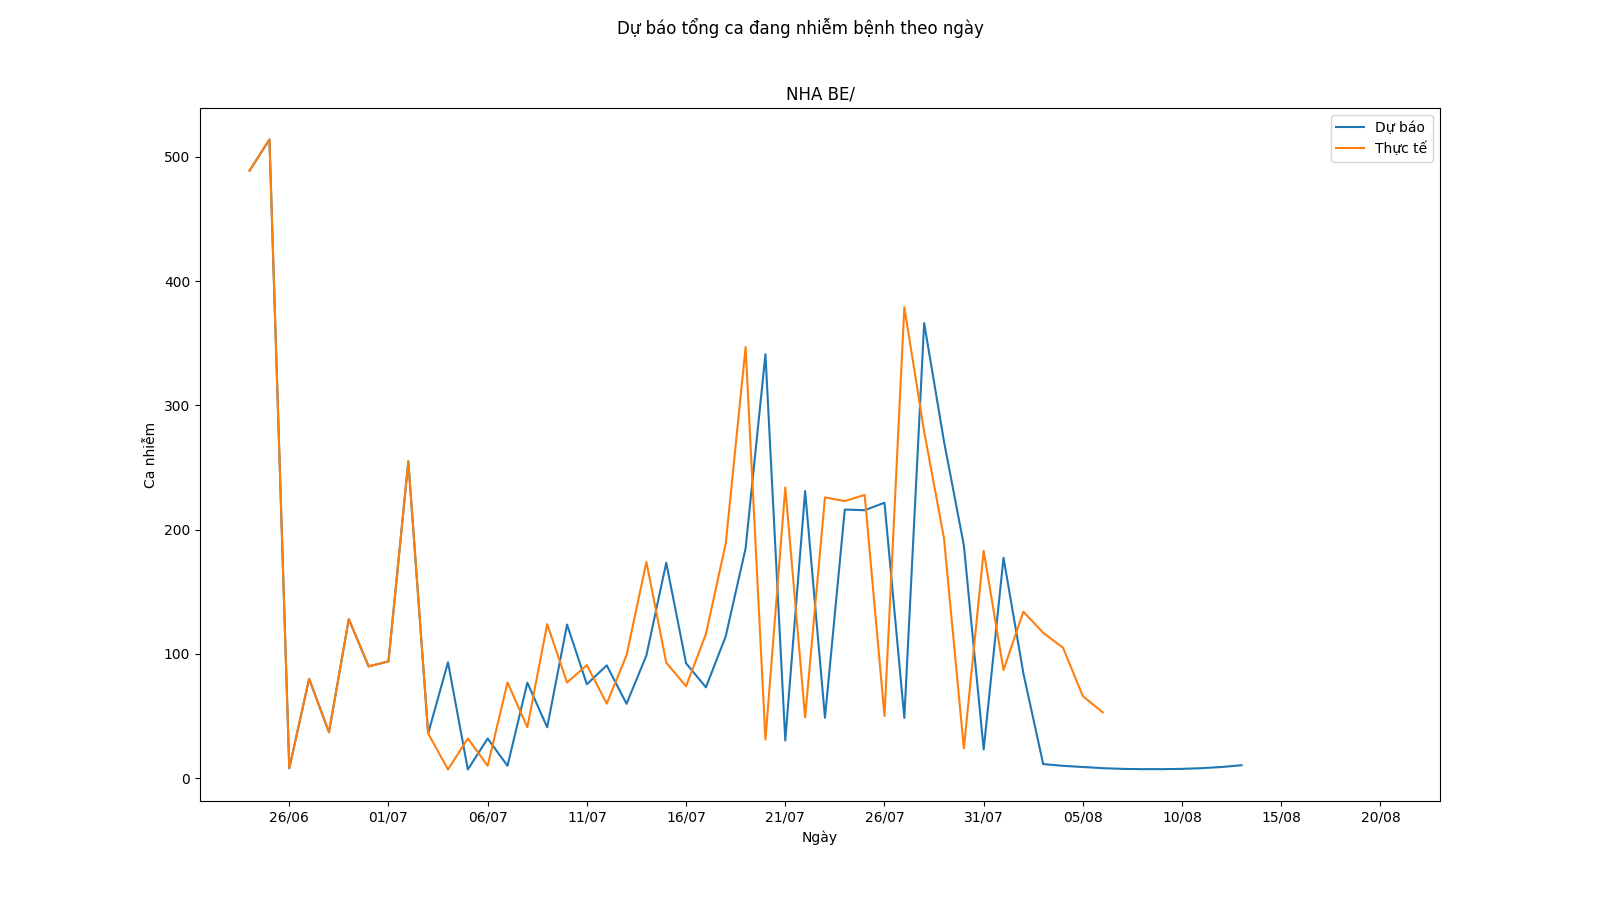 Dự báo tổng ca đang nhiễm bệnh theo ngày
NHA BE/
Dự báo
Thực tế
500
400
300
200
100
0
Ca nhiễm
26/06 01/07 06/07 11/07 16/07 21/07 26/07 31/07 05/08 10/08 15/08 20/08
Ngày